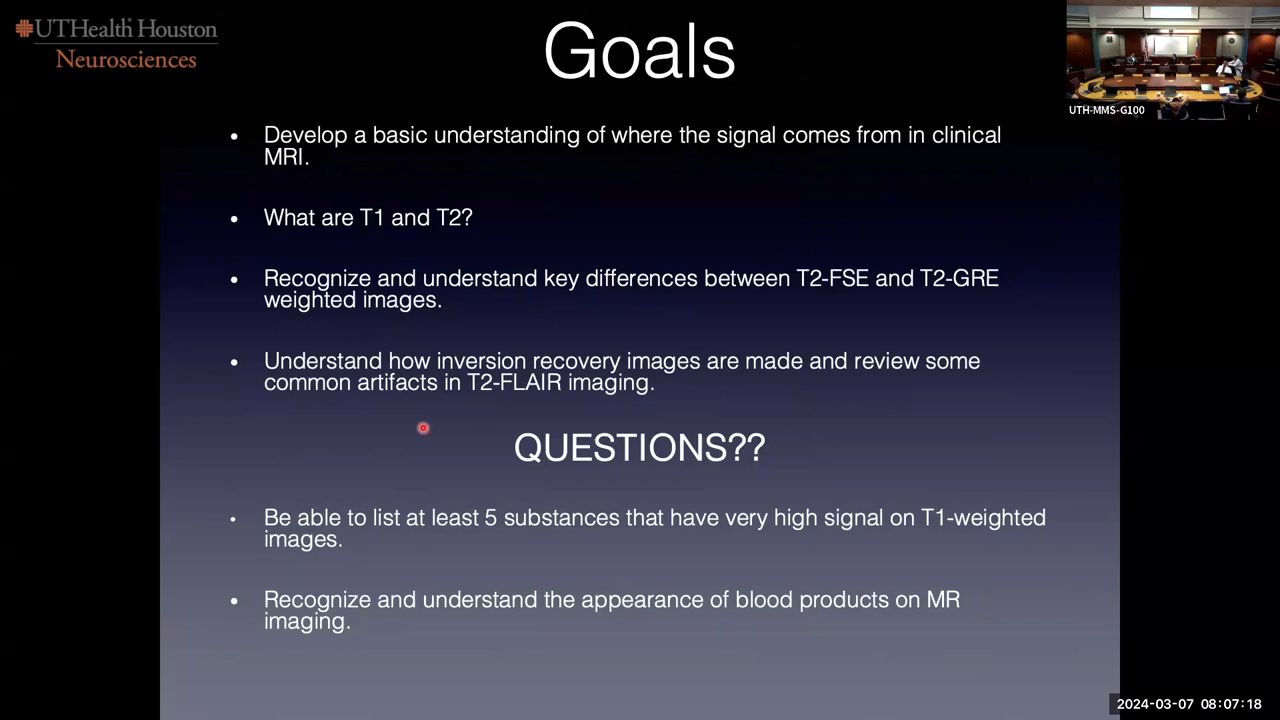 UTHealth Houston
Neurosciences
Goals
UTH-MMS-G100
• Develop a basic understanding of where the signal comes from in clinical
MRI.
• What are T1 and T2?
• Recognize and understand key differences between T2-FSE and T2-GRE
weighted images.
• Understand how inversion recovery images are made and review some
common artifacts in T2-FLAIR imaging.
QUESTIONS??
• Be able to list at least 5 substances that have very high signal on T1-weighted
images.
• Recognize and understand the appearance of blood products on MR
imaging.
2024-03-07 08:07:18